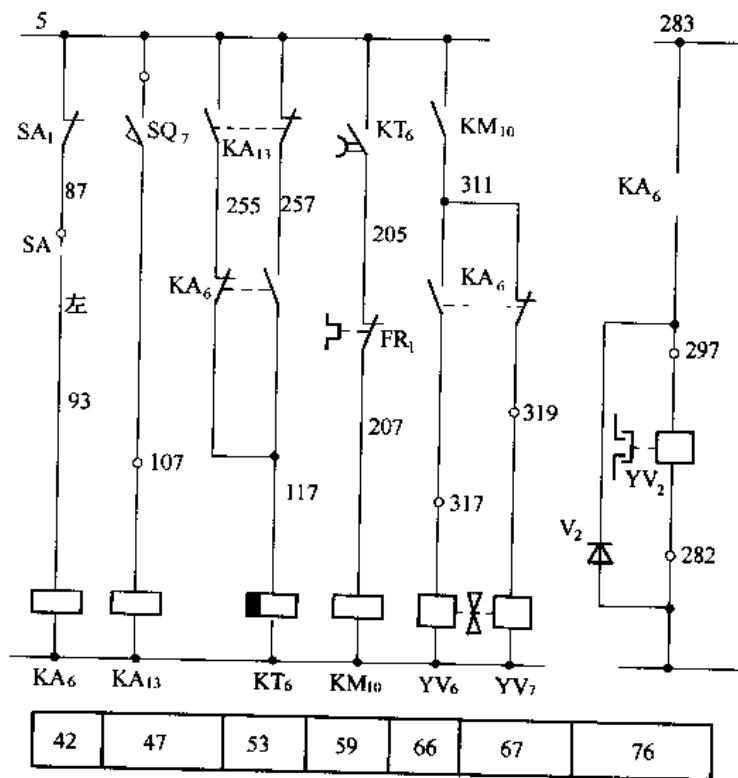 5 283
SA₁ SQ₇ KA₁₃ KT₆ KM₁₀
KA₆
87 255 257 205 311
SA KA₆ KA₆
左 FR₁
93 207 319 297
107 117 317 YV₂
V₂ 282
KA₆ KA₁₃ KT₆ KM₁₀ YV₆ YV₇
42 47 53 59 66 67 76